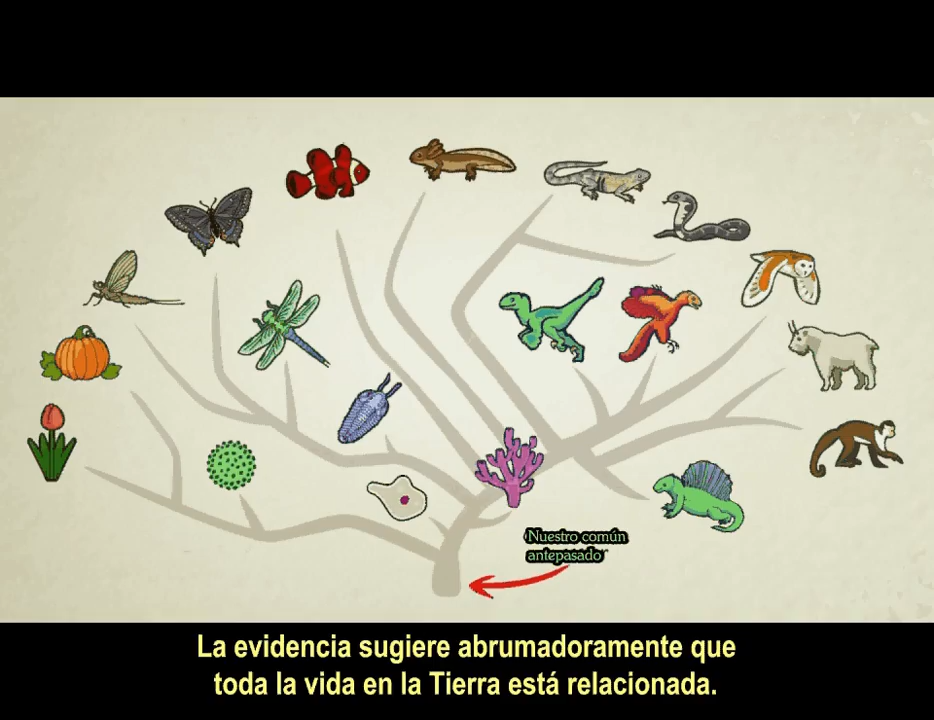 Nuestro común
antepasado
La evidencia sugiere abrumadoramente que
toda la vida en la Tierra está relacionada.